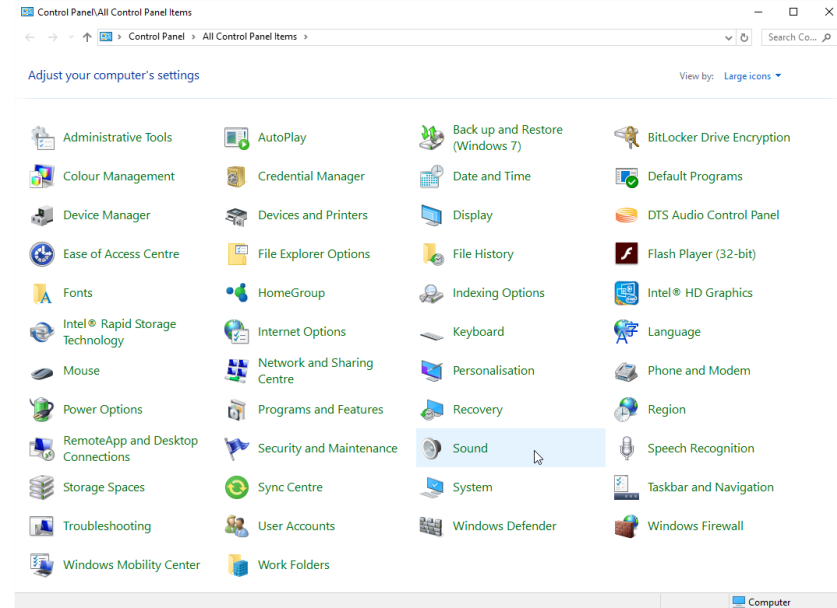 Control Panel\All Control Panel Items
Control Panel > All Control Panel Items >
Search Co...
Adjust your computer's settings
View by: Large icons
Administrative Tools
AutoPlay
Back up and Restore
(Windows 7)
BitLocker Drive Encryption
Colour Management
Credential Manager
Date and Time
Default Programs
Device Manager
Devices and Printers
Display
DTS Audio Control Panel
Ease of Access Centre
File Explorer Options
File History
Flash Player (32-bit)
Fonts
HomeGroup
Indexing Options
Intel® HD Graphics
Intel® Rapid Storage
Technology
Internet Options
Keyboard
Language
Mouse
Network and Sharing
Centre
Personalisation
Phone and Modem
Power Options
Programs and Features
Recovery
Region
RemoteApp and Desktop
Connections
Security and Maintenance
Sound
Speech Recognition
Storage Spaces
Sync Centre
System
Taskbar and Navigation
Troubleshooting
User Accounts
Windows Defender
Windows Firewall
Windows Mobility Center
Work Folders
Computer